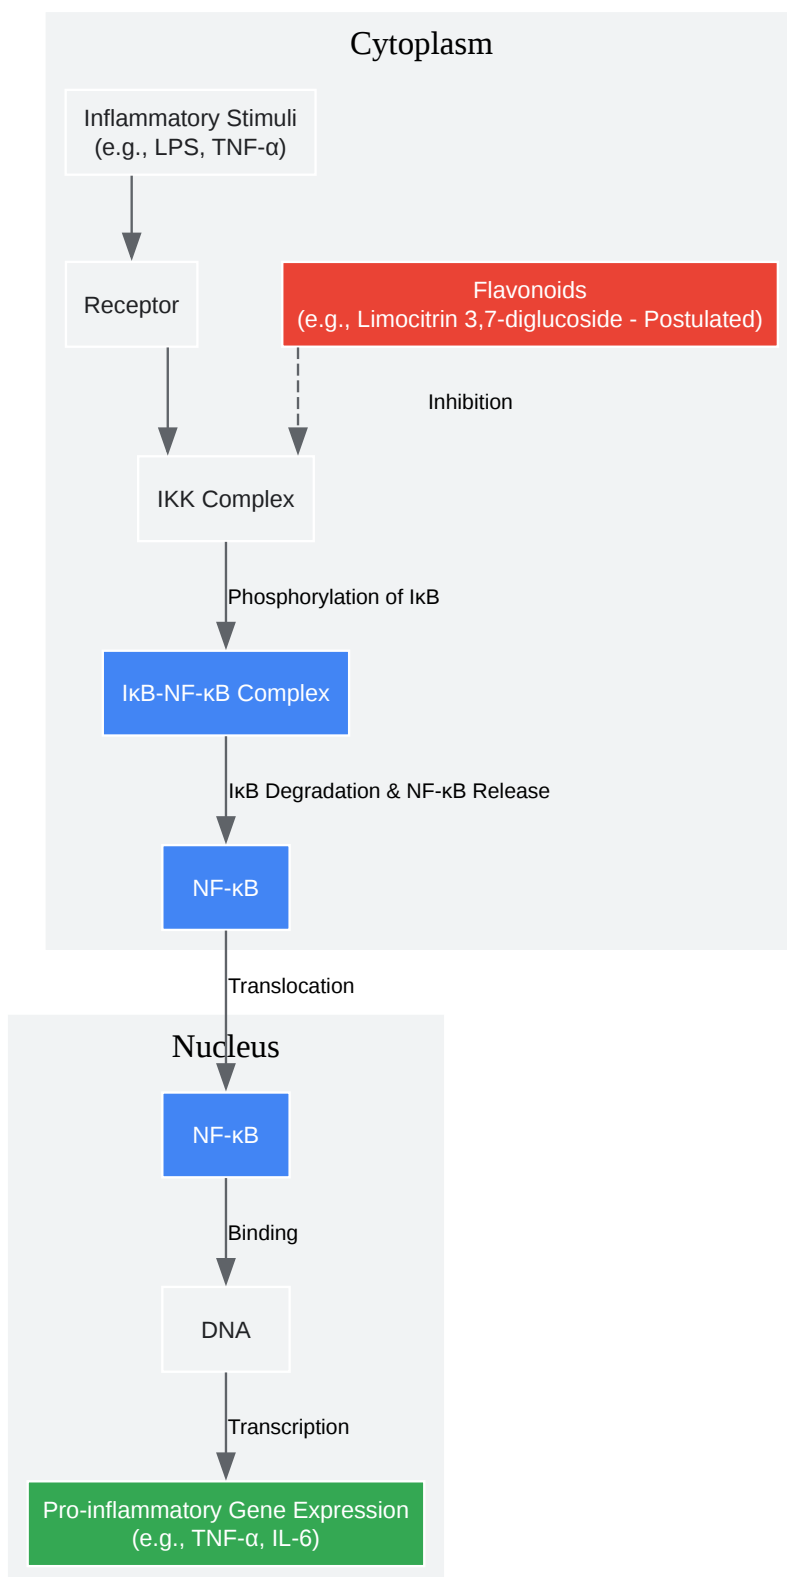 Cytoplasm
Inflammatory Stimuli
(e.g., LPS, TNF-α)
Receptor
Flavonoids
(e.g., Limocitrin 3,7-diglucoside - Postulated)
Inhibition
IKK Complex
Phosphorylation of IκB
IκB-NF-κB Complex
IκB Degradation & NF-κB Release
NF-κB
Translocation
Nucleus
NF-κB
Binding
DNA
Transcription
Pro-inflammatory Gene Expression
(e.g., TNF-α, IL-6)